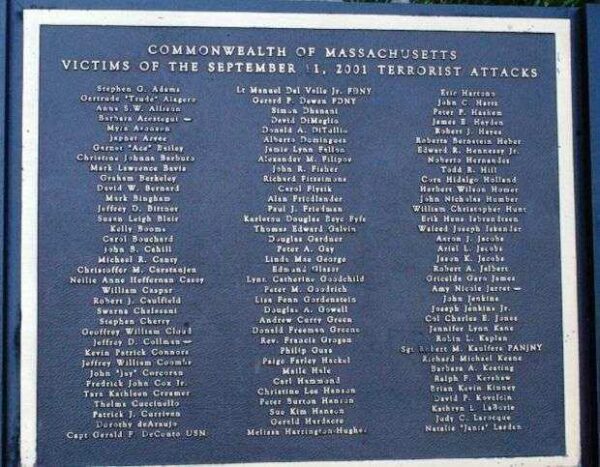 COMMONWEALTH OF MASSACHUSETTS
VICTIMS OF THE SEPTEMBER 11, 2001 TERRORIST ATTACKS
Stephen G. Adams
Gertrude "Trude" Alagero
Anna S.W. Allison
Barbara Arestegui
Myra Aronson
Japner Arsee
Garnet "Ace" Bailey
Christine Johnna Barbuto
Mark Lawrence Bavis
Graham Berkeley
David W. Bernard
Mark Bingham
Jeffrey D. Bittner
Susan Leigh Blair
Kelly Booms
Carol Bouchard
John B. Cahill
Michael R. Canty
Christoffer M. Carstanjen
Neilie Anne Heffernan Casey
William Caspar
Robert J. Caulfield
Swarna Chalasani
Stephen Cherry
Geoffrey William Cloud
Jeffrey D. Collman
Kevin Patrick Connors
Jeffrey William Coombs
John "Jay" Corcoran
Fredrick John Cox Jr.
Tara Kathleen Creamer
Thelma Cuccinello
Patrick J. Currivan
Dorothy deAraujo
Capt Gerald F. DeConto USN
Lt Manuel Del Valle Jr. FDNY
Gerard P. Dewan FDNY
Simon Dhanani
David DiMeglio
Donald A. DiTullio
Alberto Dominguez
Jamie Lynn Fallon
Alexander M. Filipov
John R. Fisher
Richard Fitzsimons
Carol Flyzik
Alan Friedlander
Paul J. Friedman
Karleton Douglas Beye Fyfe
Thomas Edward Galvin
Douglas Gardner
Peter A. Gay
Linda Mae George
Edmund Glazer
Lynn Catherine Goodchild
Peter M. Goodrich
Lisa Fenn Gordenstein
Douglas A. Gowell
Andrew Curry Green
Donald Freeman Greene
Rev. Francis Grogan
Philip Guza
Paige Farley Hackel
Maile Hale
Carl Hammond
Christine Lee Hanson
Peter Burton Hanson
Sue Kim Hanson
Gerald Hardacre
Melissa Harrington-Hughes
Eric Hartono
John C. Hartz
Peter P. Hashem
James E. Hayden
Robert J. Hayes
Roberta Bernstein Heber
Edward R. Hennessy Jr.
Norberto Hernandez
Todd R. Hill
Cora Hidalgo Holland
Herbert Wilson Homer
John Nicholas Humber
William Christopher Hunt
Erik Hans Isbrandtsen
Waleed Joseph Iskandar
Aaron J. Jacobs
Ariel L. Jacobs
Jason K. Jacobs
Robert A. Jalbert
Griselda Garo James
Amy Nicole Jarret
John Jenkins
Joseph Jenkins Jr.
Col Charles E. Jones
Jennifer Lynn Kane
Robin L. Kaplan
Sgt Robert M. Kaulfers PANJNY
Richard Michael Keane
Barbara A. Keating
Ralph F. Kershaw
Brian Kevin Kinney
David P. Kovalcin
Kathryn L. LaBorie
Judy C. Larocque
Natalie "Janis" Lasden